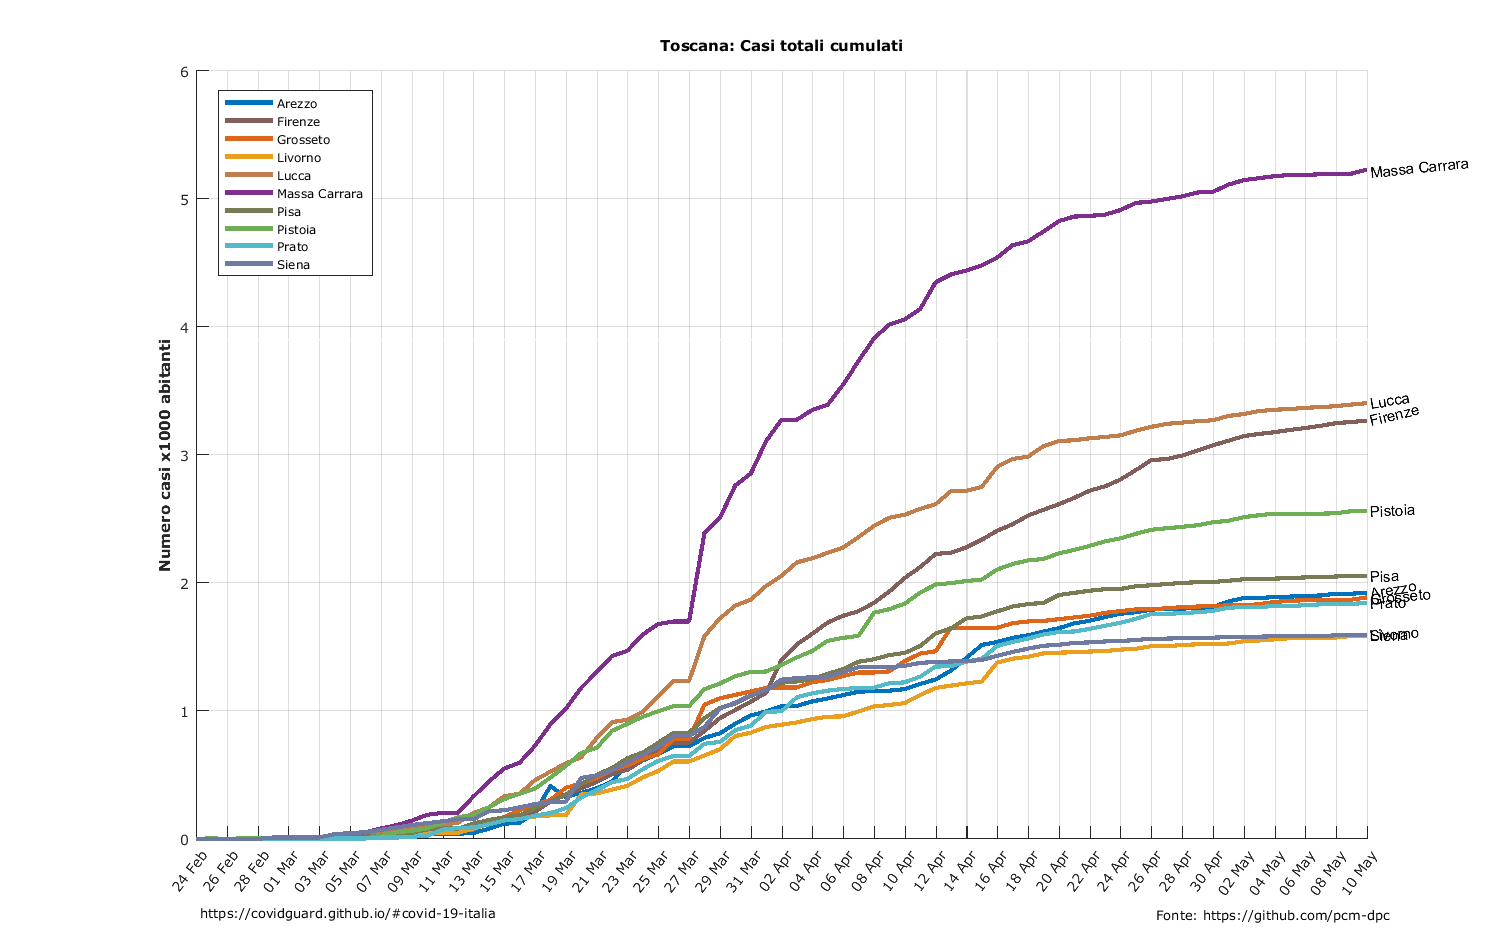 Toscana: Casi totali cumulati
6
5
4
3
2
1
0
Numero casi x1000 abitanti
Arezzo
Firenze
Grosseto
Livorno
Lucca
Massa Carrara
Pisa
Pistoia
Prato
Siena
Massa Carrara
Lucca
Firenze
Pistoia
Pisa
Arezzo
Grosseto
Prato
Livorno
Siena
24 Feb
26 Feb
28 Feb
01 Mar
03 Mar
05 Mar
07 Mar
09 Mar
11 Mar
13 Mar
15 Mar
17 Mar
19 Mar
21 Mar
23 Mar
25 Mar
27 Mar
29 Mar
31 Mar
02 Apr
04 Apr
06 Apr
08 Apr
10 Apr
12 Apr
14 Apr
16 Apr
18 Apr
20 Apr
22 Apr
24 Apr
26 Apr
28 Apr
30 Apr
02 May
04 May
06 May
08 May
10 May
https://covidguard.github.io/#covid-19-italia
Fonte: https://github.com/pcm-dpc